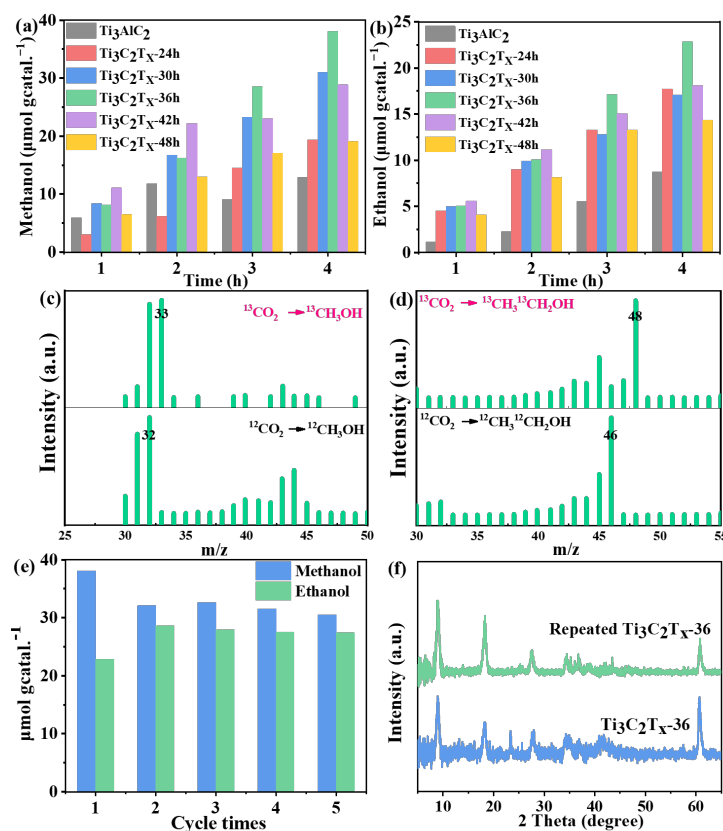 (a)
Ti₃AlC₂
Ti₃C₂Tₓ-24h
Ti₃C₂Tₓ-30h
Ti₃C₂Tₓ-36h
Ti₃C₂Tₓ-42h
Ti₃C₂Tₓ-48h
Methanol (μmol gcatal.⁻¹)
40
30
20
10
0
1 2 3 4
Time (h)
(b)
Ti₃AlC₂
Ti₃C₂Tₓ-24h
Ti₃C₂Tₓ-30h
Ti₃C₂Tₓ-36h
Ti₃C₂Tₓ-42h
Ti₃C₂Tₓ-48h
Ethanol (μmol gcatal.⁻¹)
25
20
15
10
5
0
1 2 3 4
Time (h)
(c)
¹³CO₂ → ¹³CH₃OH
33
¹²CO₂ → ¹²CH₃OH
32
Intensity (a.u.)
25 30 35 40 45 50
m/z
(d)
¹³CO₂ → ¹³CH₃¹³CH₂OH
48
¹²CO₂ → ¹²CH₃¹²CH₂OH
46
Intensity (a.u.)
30 35 40 45 50 55
m/z
(e)
Methanol
Ethanol
μmol gcatal.⁻¹
40
30
20
10
0
1 2 3 4 5
Cycle times
(f)
Repeated Ti₃C₂Tₓ-36
Ti₃C₂Tₓ-36
Intensity (a.u.)
10 20 30 40 50 60
2 Theta (degree)